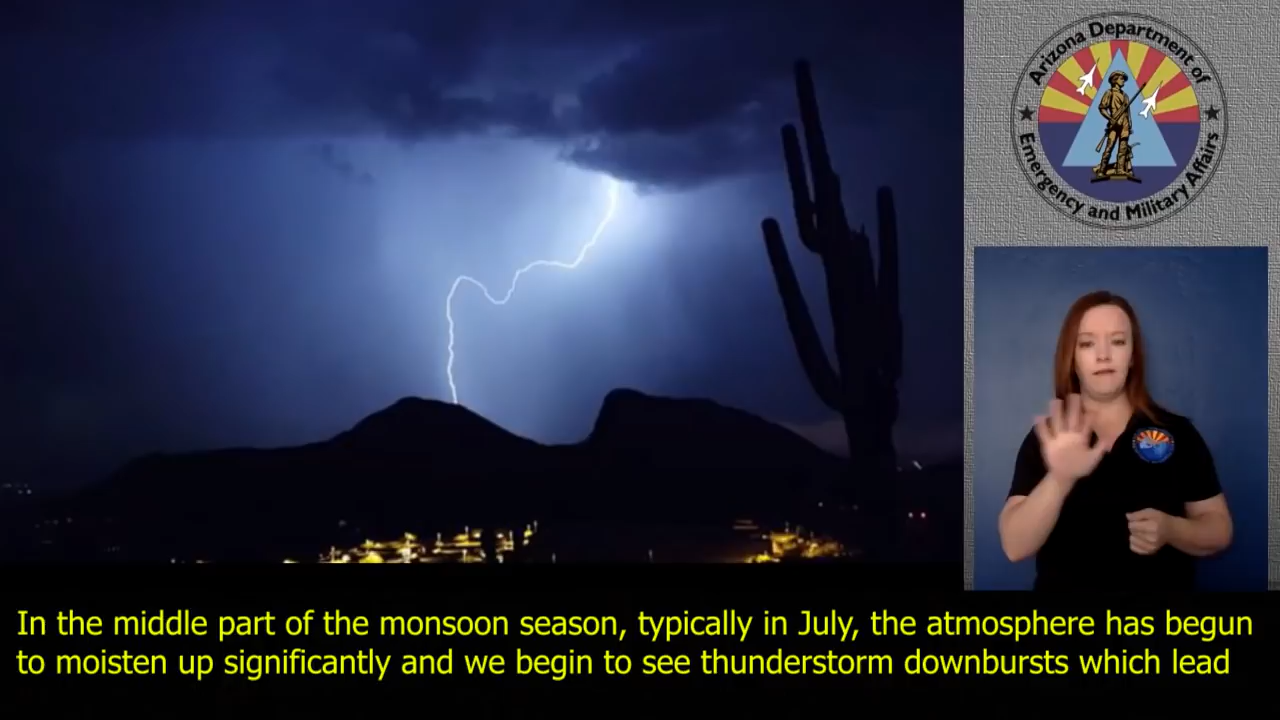 Arizona Department of
Emergency and Military Affairs
In the middle part of the monsoon season, typically in July, the atmosphere has begun
to moisten up significantly and we begin to see thunderstorm downbursts which lead